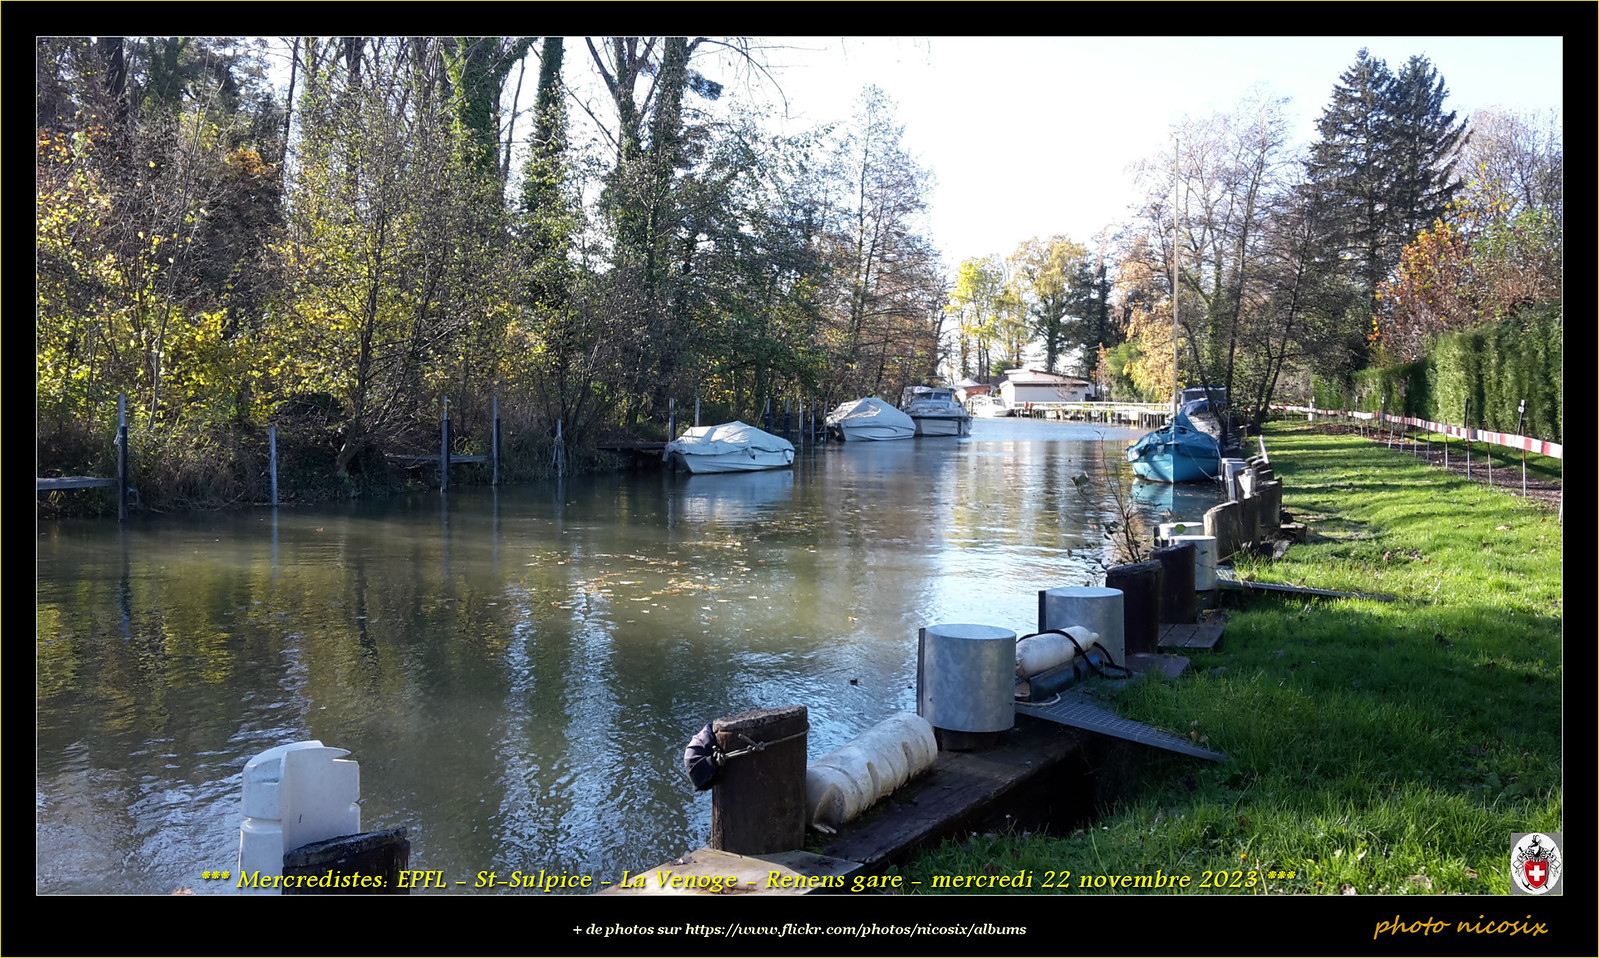 *** Mercredistes: EPFL - St-Sulpice - La Venoge - Renens gare - mercredi 22 novembre 2023 ***
+ de photos sur https://www.flickr.com/photos/nicosix/albums
photo nicosix